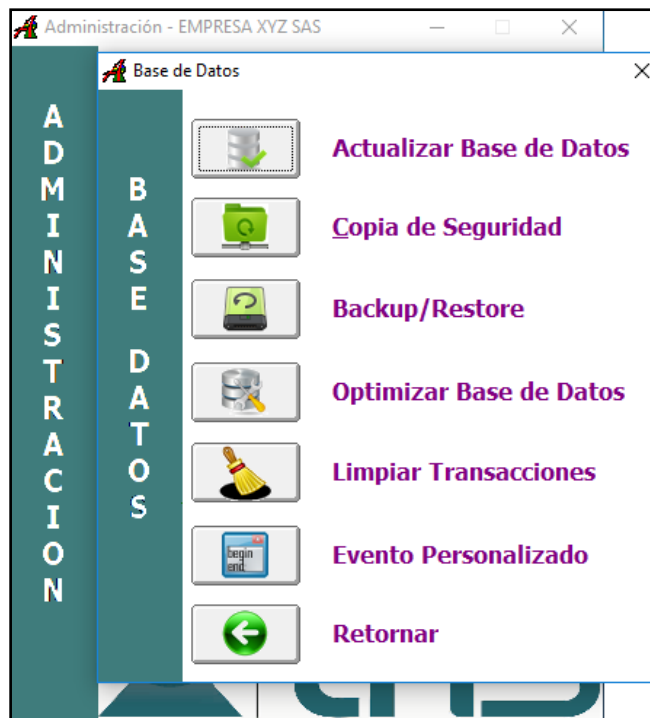 Administración - EMPRESA XYZ SAS
Base de Datos
ADMINISTRACION
BASE DATOS
Actualizar Base de Datos
Copia de Seguridad
Backup/Restore
Optimizar Base de Datos
Limpiar Transacciones
begin
end;
Evento Personalizado
Retornar